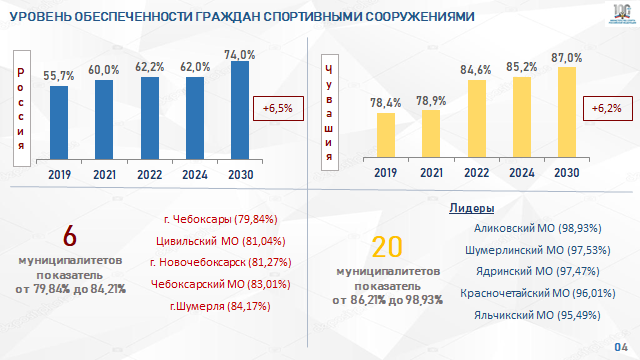 УРОВЕНЬ ОБЕСПЕЧЕННОСТИ ГРАЖДАН СПОРТИВНЫМИ СООРУЖЕНИЯМИ
Россия
55,7% 60,0% 62,2% 62,0% 74,0%
+6,5%
2019 2021 2022 2024 2030
Чувашия
78,4% 78,9% 84,6% 85,2% 87,0%
+6,2%
2019 2021 2022 2024 2030
6
муниципалитетов
показатель
от 79,84% до 84,21%
г. Чебоксары (79,84%)
Цивильский МО (81,04%)
г. Новочебоксарск (81,27%)
Чебоксарский МО (83,01%)
г.Шумерля (84,17%)
20
муниципалитетов
показатель
от 86,21% до 98,93%
Лидеры
Аликовский МО (98,93%)
Шумерлинский МО (97,53%)
Ядринский МО (97,47%)
Красночетайский МО (96,01%)
Яльчикский МО (95,49%)
04